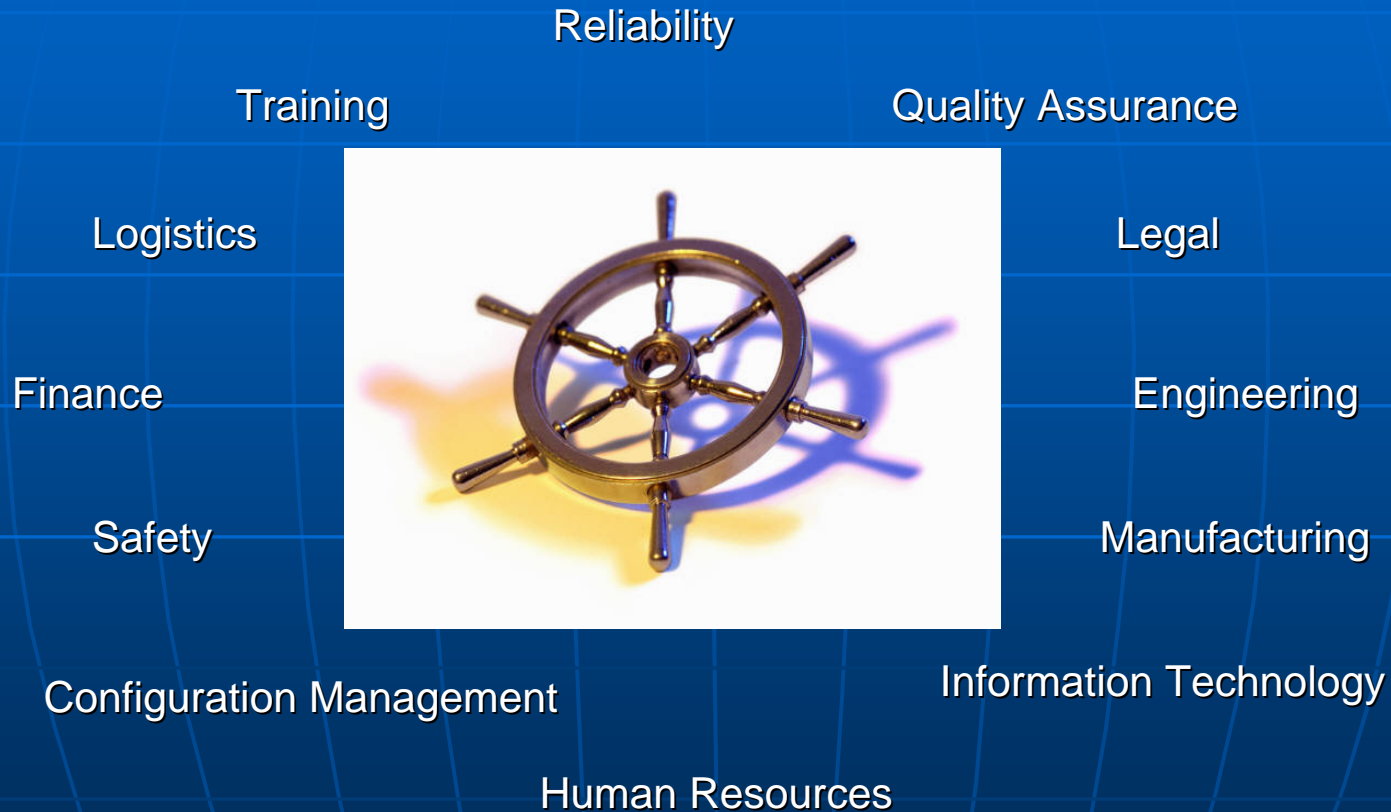 Reliability
Training
Quality Assurance
Logistics
Legal
Finance
Engineering
Safety
Manufacturing
Configuration Management
Information Technology
Human Resources